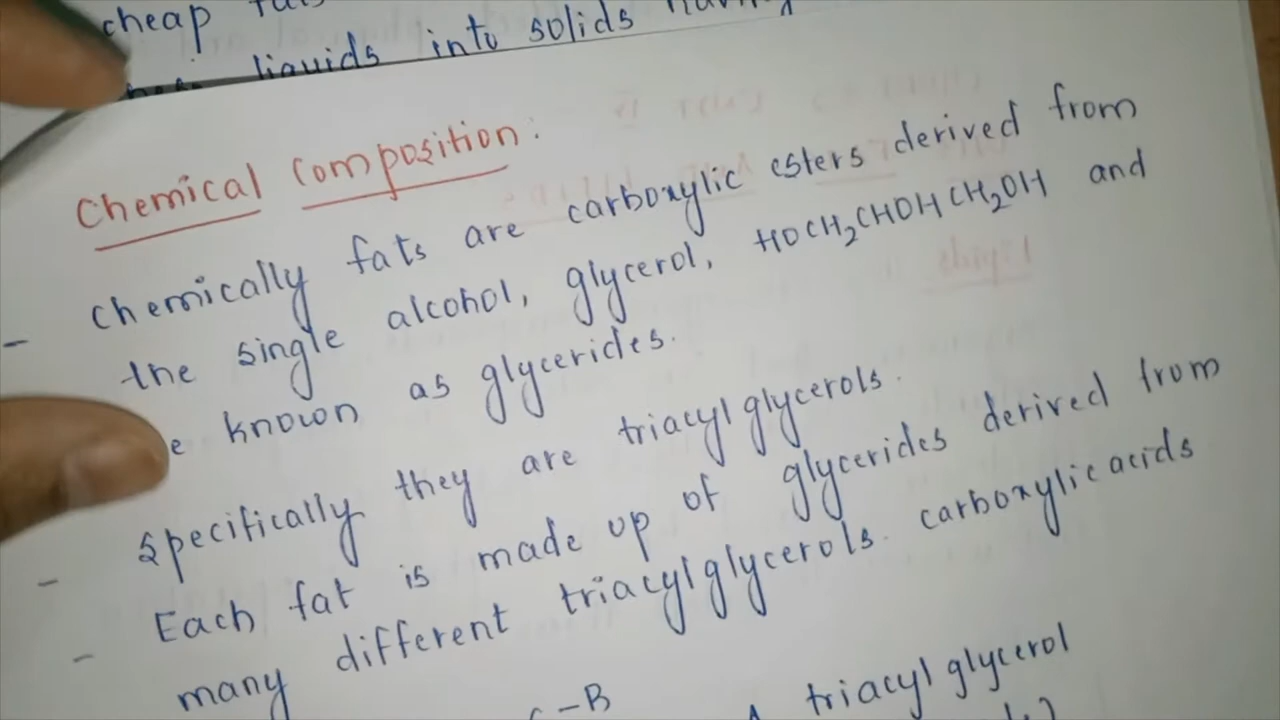 cheap
liquids into solids
Chemical Composition:
- Chemically fats are carboxylic esters derived from
the single alcohol, glycerol, HOCH₂CHOHCH₂OH and
e known as glycerides.
- Specifically they are triacylglycerols.
- Each fat is made up of glycerides derived from
many different triacylglycerols. carboxylic acids
C-B
A triacyl glycerol